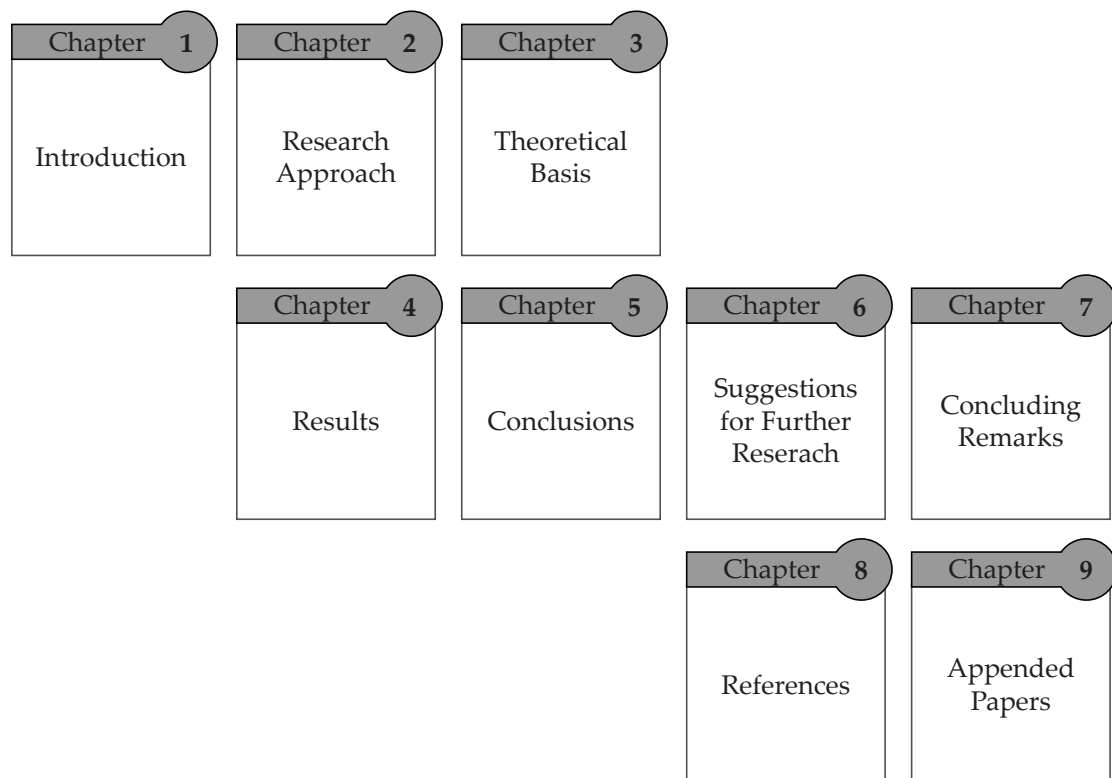 Chapter 1
Introduction
Chapter 2
Research
Approach
Chapter 3
Theoretical
Basis
Chapter 4
Results
Chapter 5
Conclusions
Chapter 6
Suggestions
for Further
Reserach
Chapter 7
Concluding
Remarks
Chapter 8
References
Chapter 9
Appended
Papers